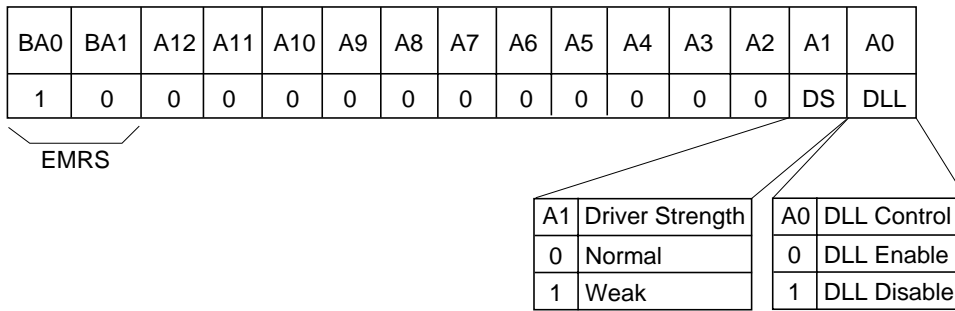 BA0 BA1 A12 A11 A10 A9 A8 A7 A6 A5 A4 A3 A2 A1 A0
1 0 0 0 0 0 0 0 0 0 0 0 0 DS DLL
EMRS
A1 Driver Strength
0 Normal
1 Weak
A0 DLL Control
0 DLL Enable
1 DLL Disable